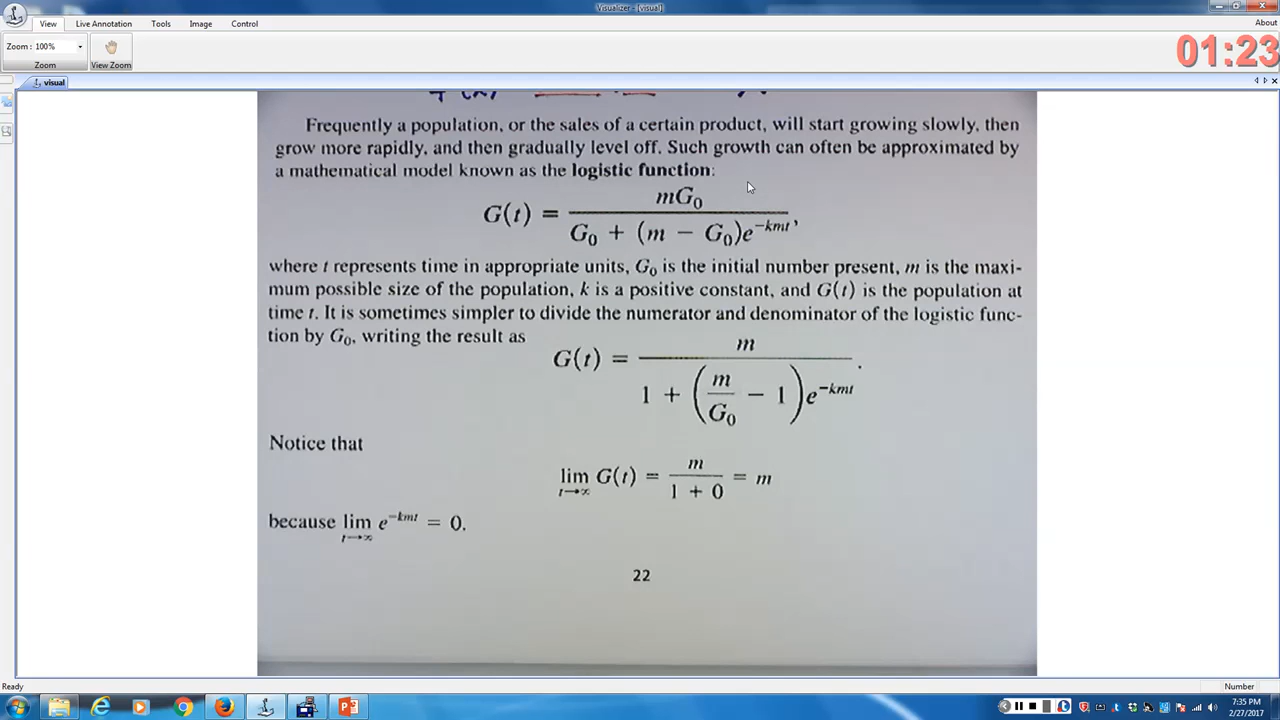 Visualizer - [visual]
View Live Annotation Tools Image Control
About
Zoom : 100%
Zoom
View Zoom
01:23
visual
Frequently a population, or the sales of a certain product, will start growing slowly, then
grow more rapidly, and then gradually level off. Such growth can often be approximated by
a mathematical model known as the logistic function:
G(t) = mG₀ / (G₀ + (m − G₀)e^−kmt),
where t represents time in appropriate units, G₀ is the initial number present, m is the maxi-
mum possible size of the population, k is a positive constant, and G(t) is the population at
time t. It is sometimes simpler to divide the numerator and denominator of the logistic func-
tion by G₀, writing the result as
G(t) = m / (1 + (m/G₀ − 1)e^−kmt).
Notice that
lim t→∞ G(t) = m / (1 + 0) = m
because lim t→∞ e^−kmt = 0.
22
Ready
Number
7:35 PM
2/27/2017